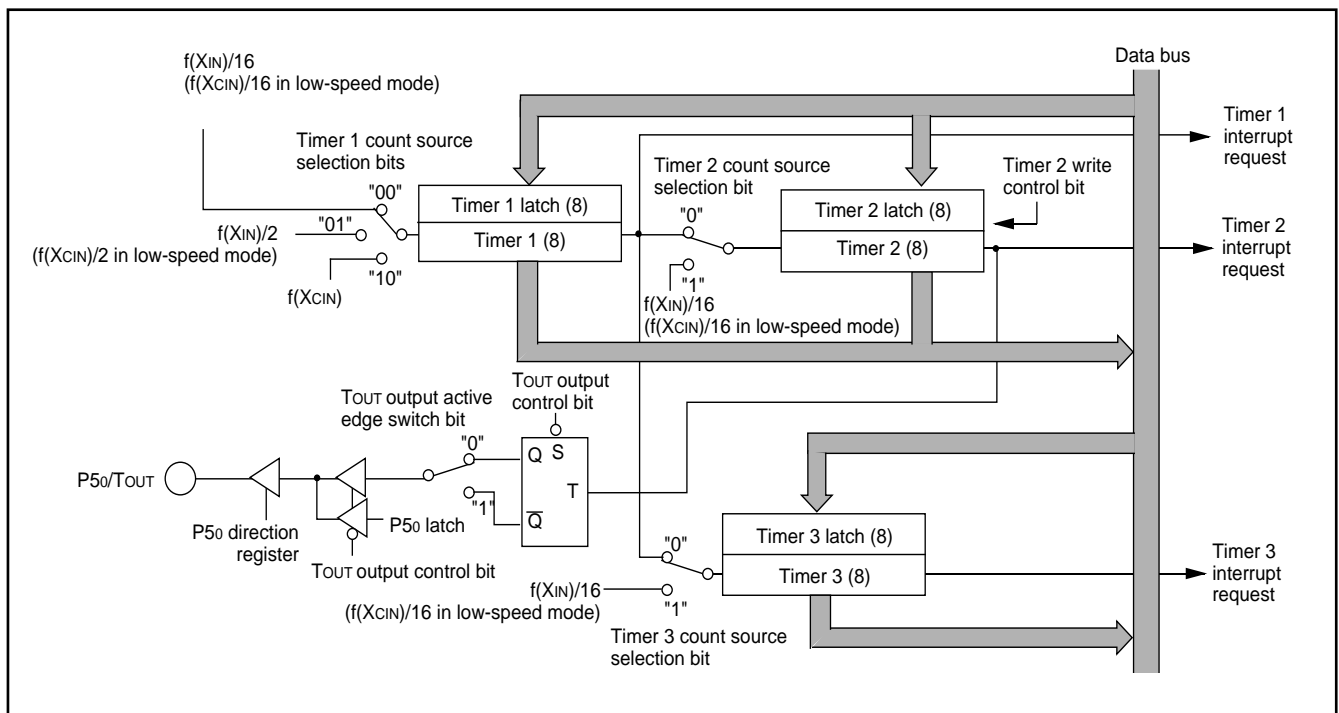 Data bus
f(XIN)/16
(f(XCIN)/16 in low-speed mode)
Timer 1 count source
selection bits
"00"
"01"
"10"
f(XIN)/2
(f(XCIN)/2 in low-speed mode)
f(XCIN)
Timer 1 latch (8)
Timer 1 (8)
Timer 2 count source
selection bit
"0"
"1"
f(XIN)/16
(f(XCIN)/16 in low-speed mode)
Timer 2 latch (8)
Timer 2 (8)
Timer 2 write
control bit
Timer 1
interrupt
request
Timer 2
interrupt
request
TOUT output active
edge switch bit
TOUT output
control bit
"0"
"1"
Q S
T
Q̅
P50/TOUT
P50 direction
register
P50 latch
TOUT output control bit
"0"
"1"
f(XIN)/16
(f(XCIN)/16 in low-speed mode)
Timer 3 count source
selection bit
Timer 3 latch (8)
Timer 3 (8)
Timer 3
interrupt
request